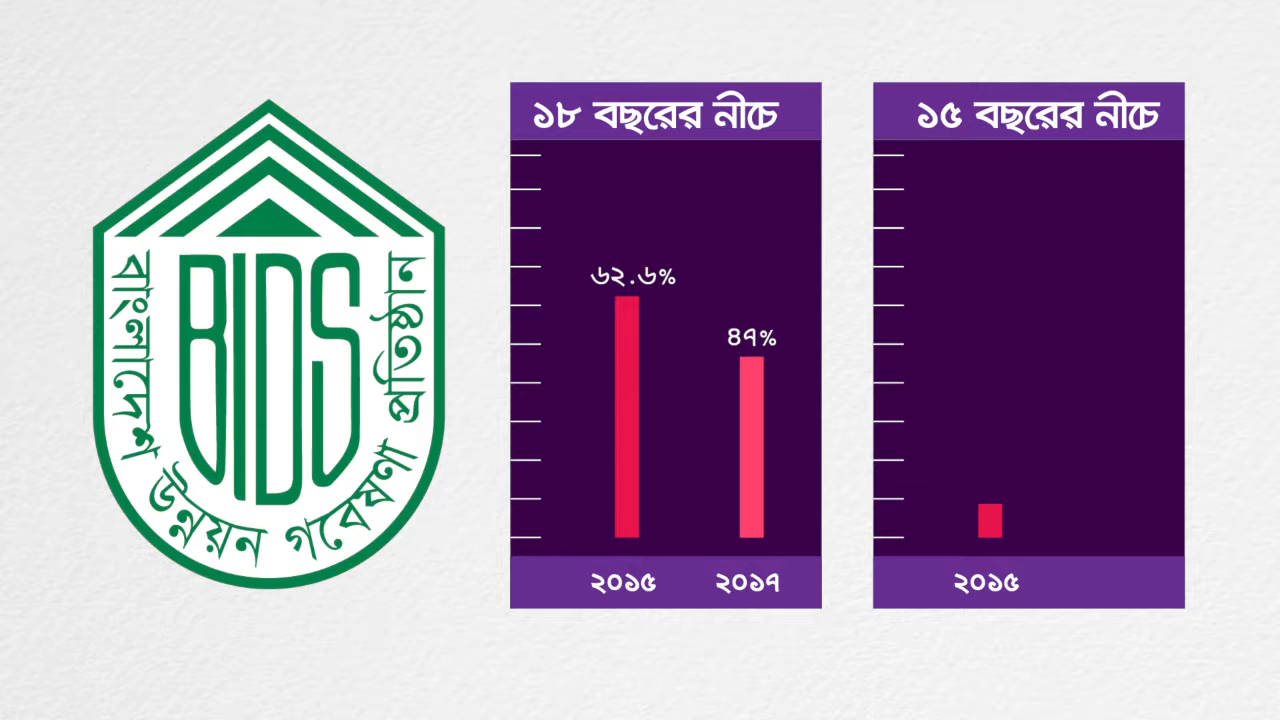 BIDS
বাংলাদেশ উন্নয়ন গবেষণা প্রতিষ্ঠান
১৮ বছরের নীচে
৬২.৬%
৪৭%
২০১৫ ২০১৭
১৫ বছরের নীচে
২০১৫